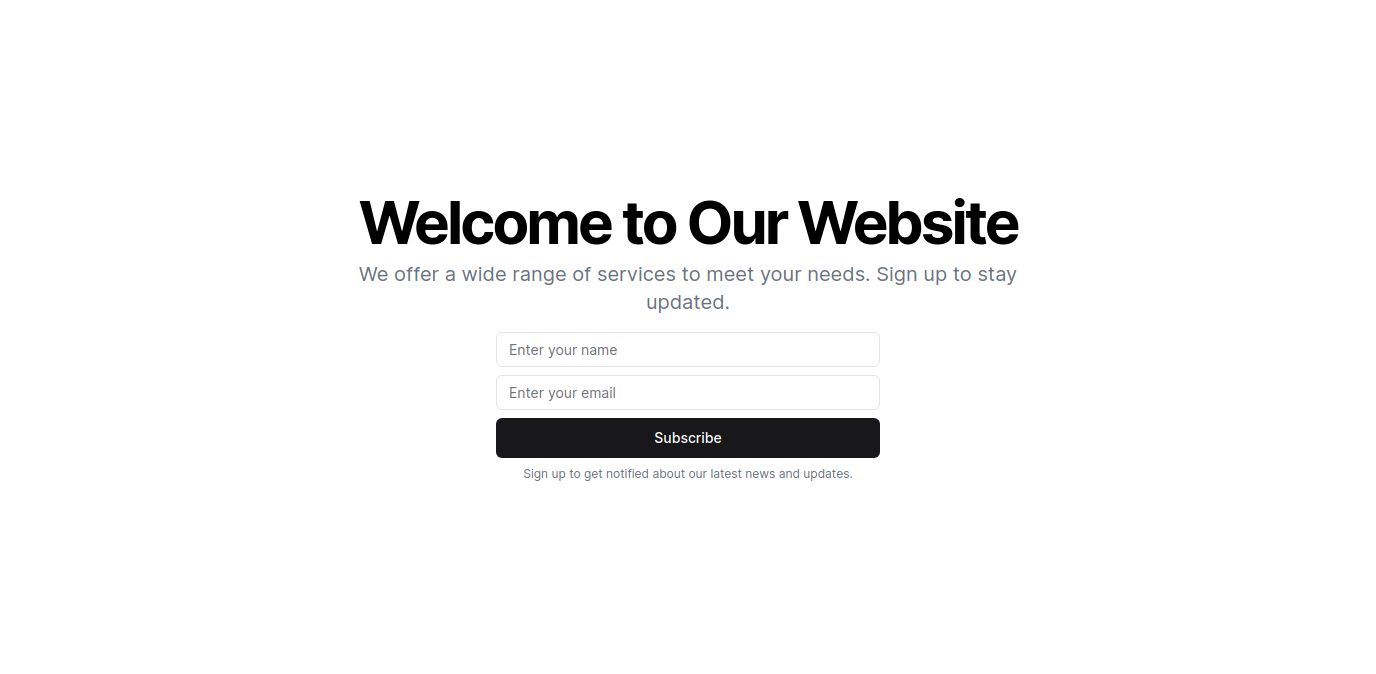 Welcome to Our Website
We offer a wide range of services to meet your needs. Sign up to stay
updated.
Enter your name
Enter your email
Subscribe
Sign up to get notified about our latest news and updates.